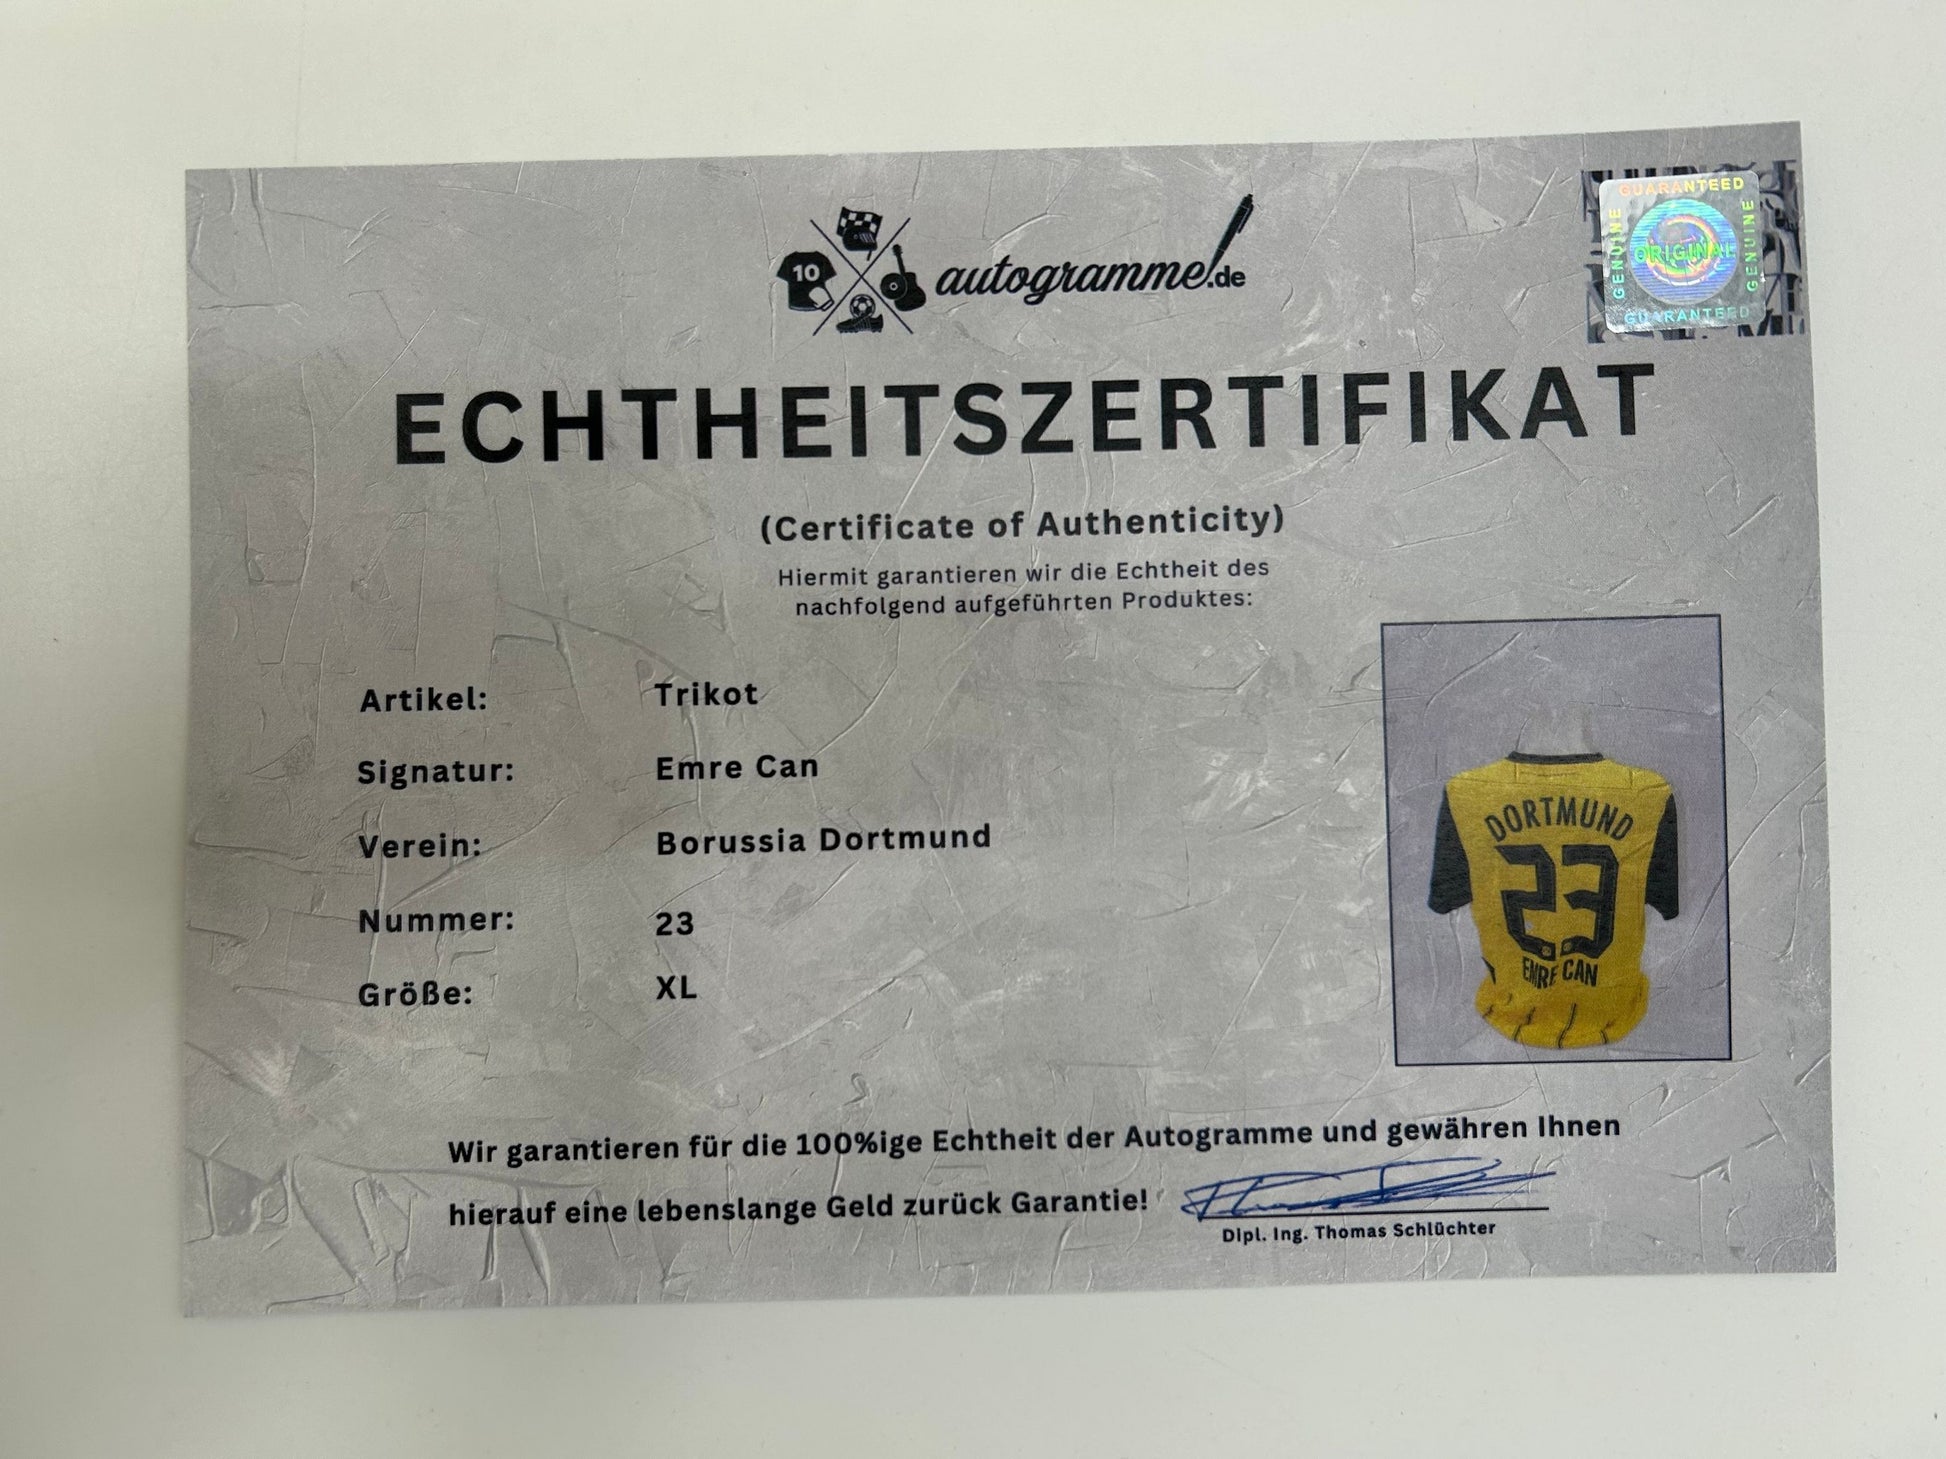 10
autogramme.de
GUARANTEED
GENUINE
ORIGINAL
GENUINE
GUARANTEED
ECHTHEITSZERTIFIKAT
(Certificate of Authenticity)
Hiermit garantieren wir die Echtheit des
nachfolgend aufgeführten Produktes:
Artikel: Trikot
Signatur: Emre Can
Verein: Borussia Dortmund
Nummer: 23
Größe: XL
DORTMUND
23
EMRE CAN
Wir garantieren für die 100%ige Echtheit der Autogramme und gewähren Ihnen
hierauf eine lebenslange Geld zurück Garantie!
Dipl. Ing. Thomas Schlüchter